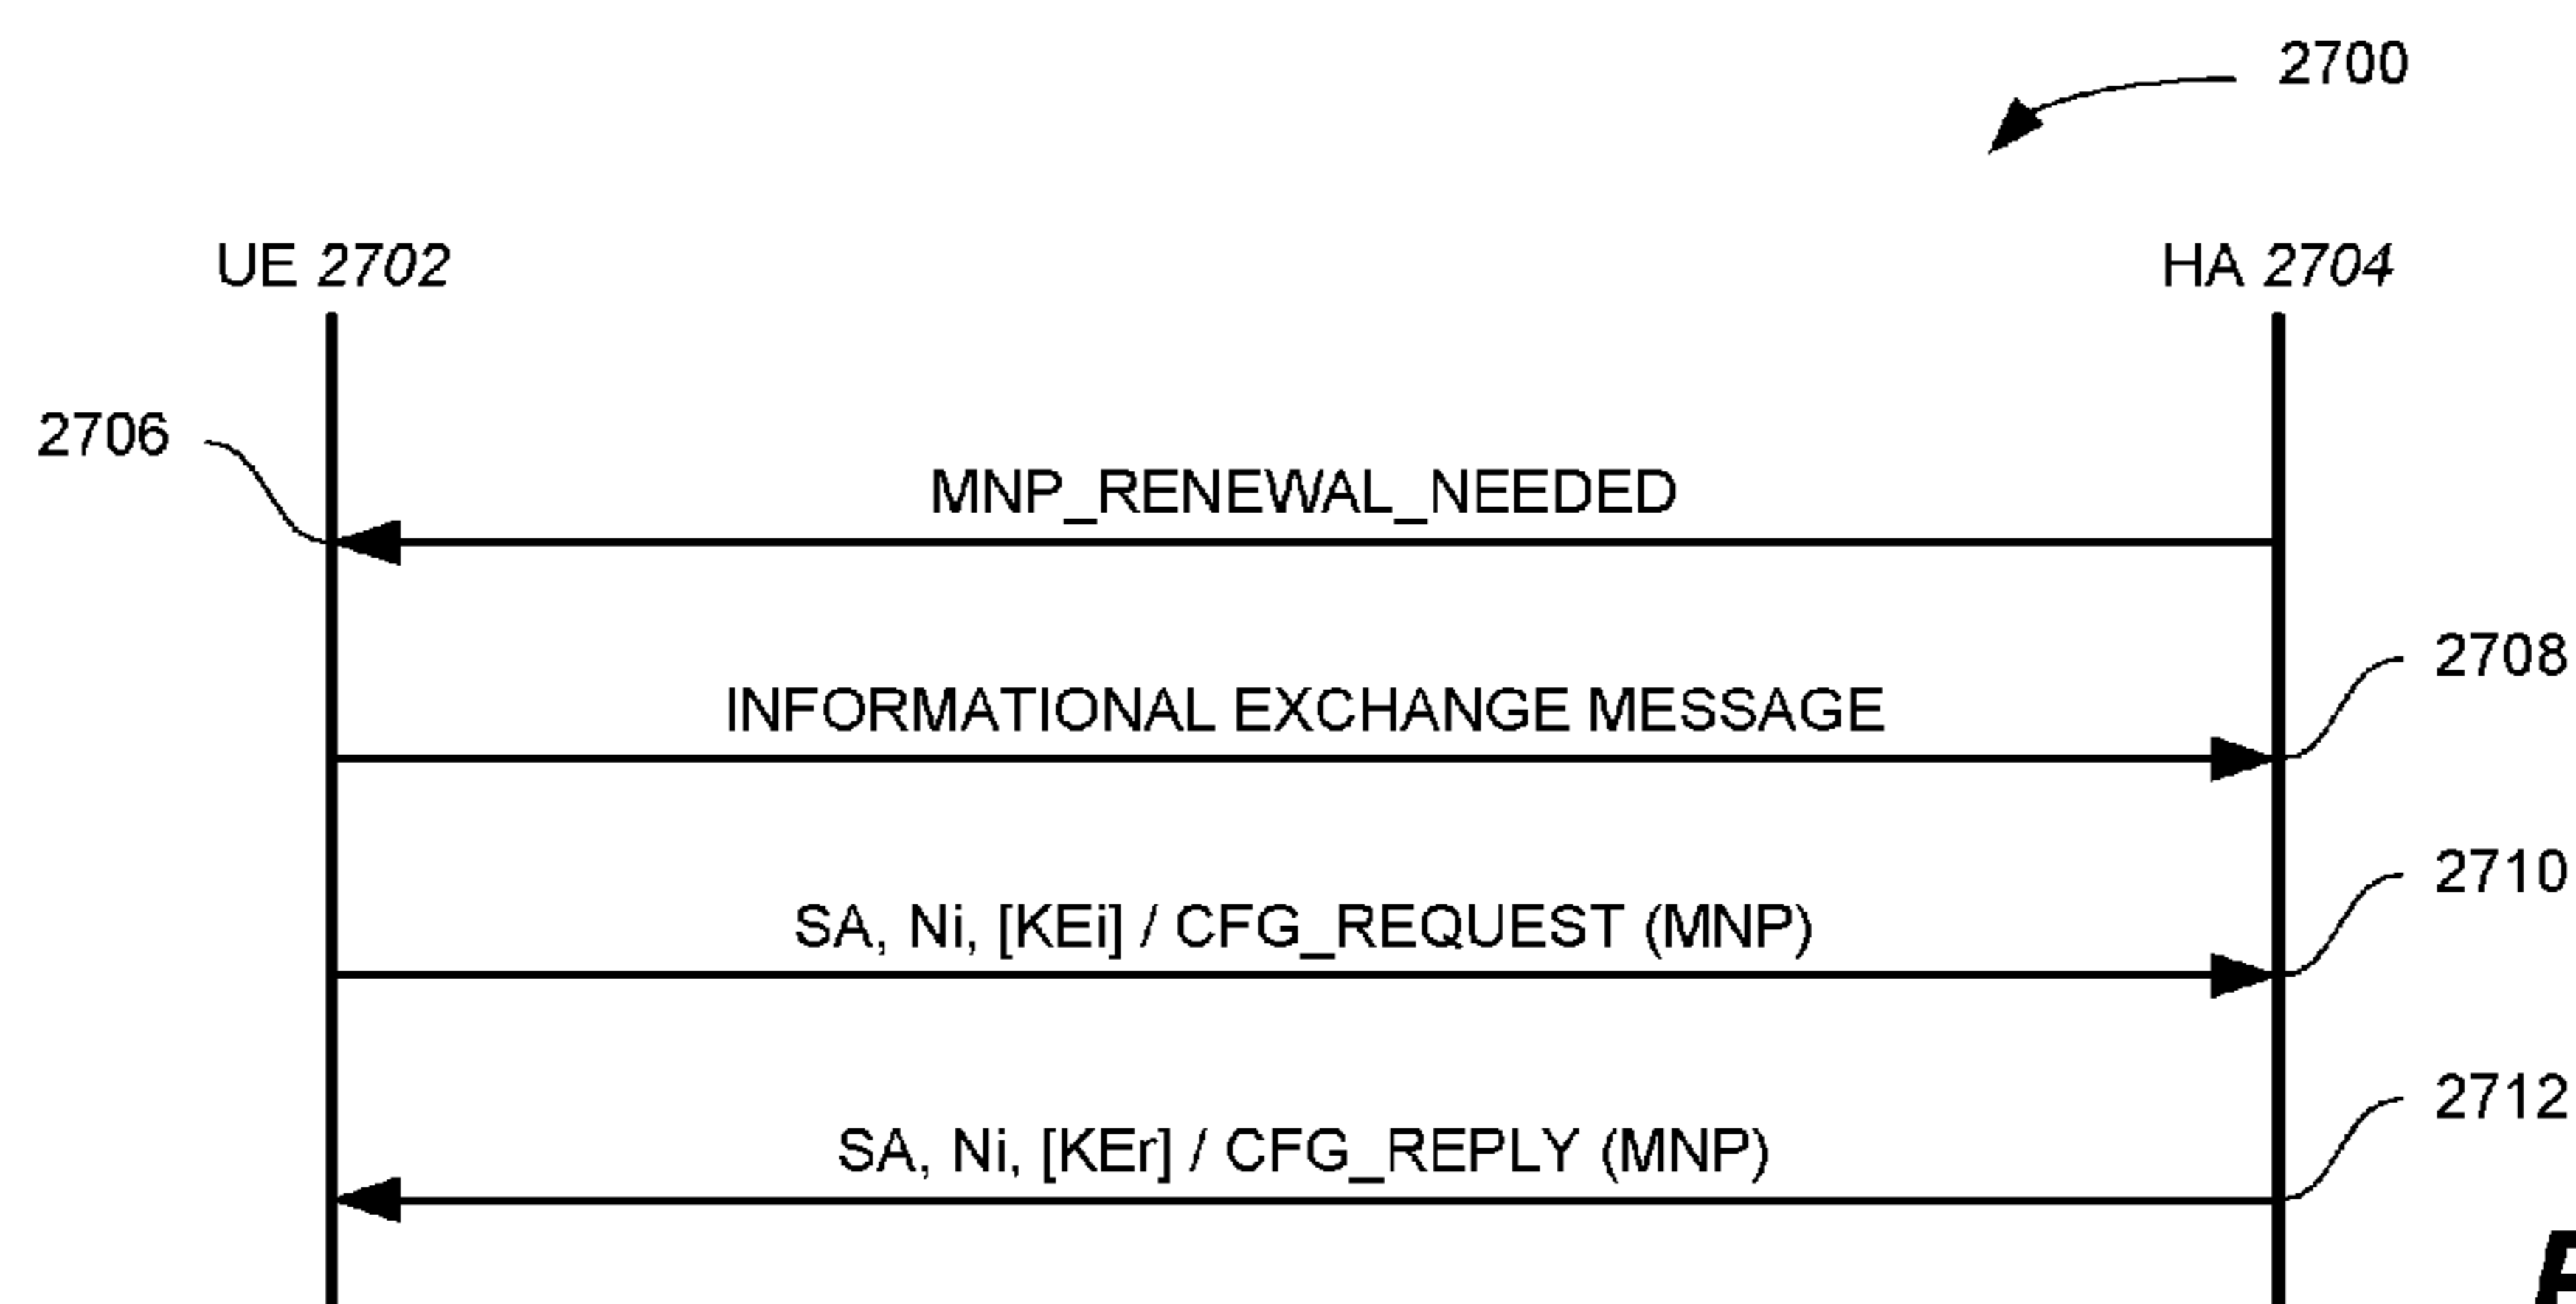 2700
UE 2702
HA 2704
2706
MNP_RENEWAL_NEEDED
2708
INFORMATIONAL EXCHANGE MESSAGE
2710
SA, Ni, [KEi] / CFG_REQUEST (MNP)
2712
SA, Ni, [KEr] / CFG_REPLY (MNP)